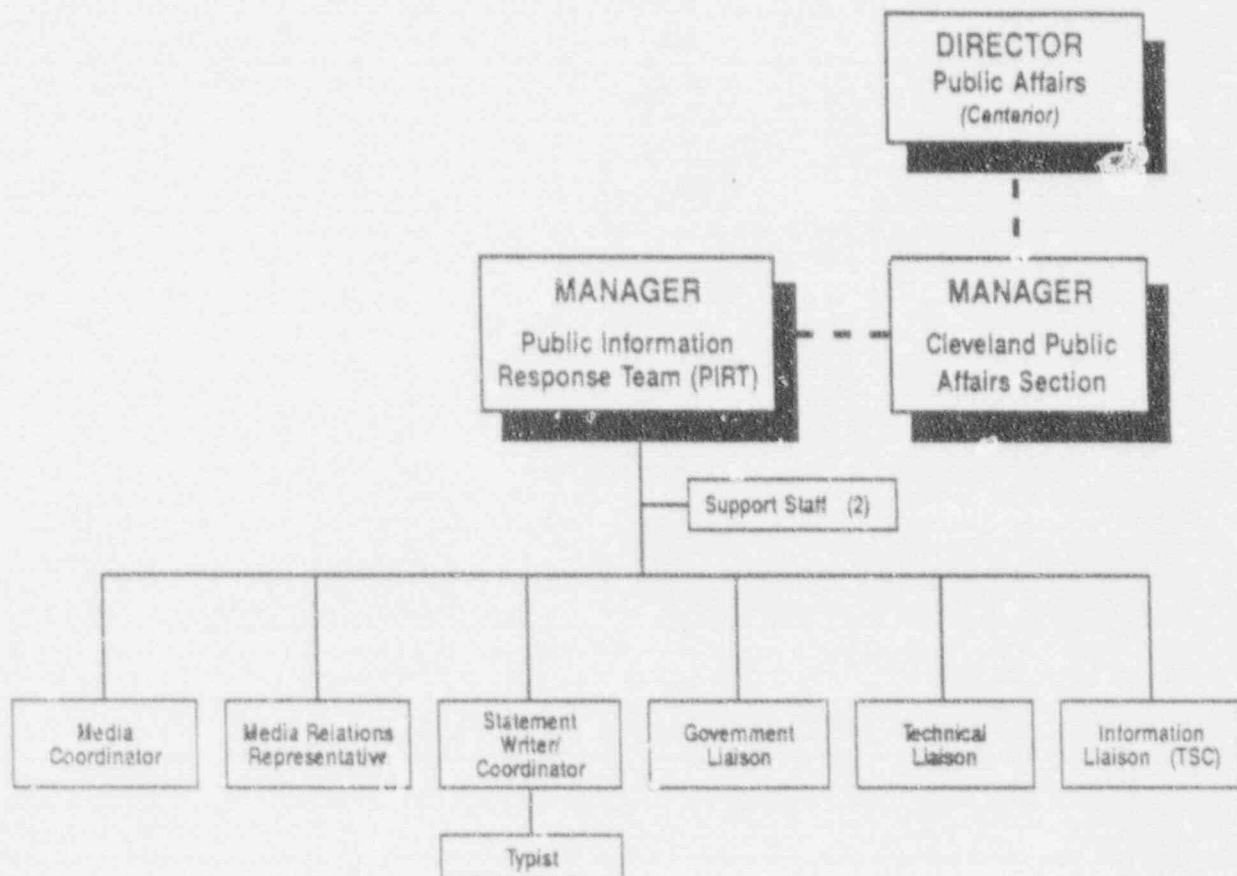 DIRECTOR
Public Affairs
(Centerior)
MANAGER
Public Information
Response Team (PIRT)
MANAGER
Cleveland Public
Affairs Section
Support Staff (2)
Media
Coordinator
Media Relations
Representative
Statement
Writer/
Coordinator
Government
Liaison
Technical
Liaison
Information
Liaison (TSC)
Typist